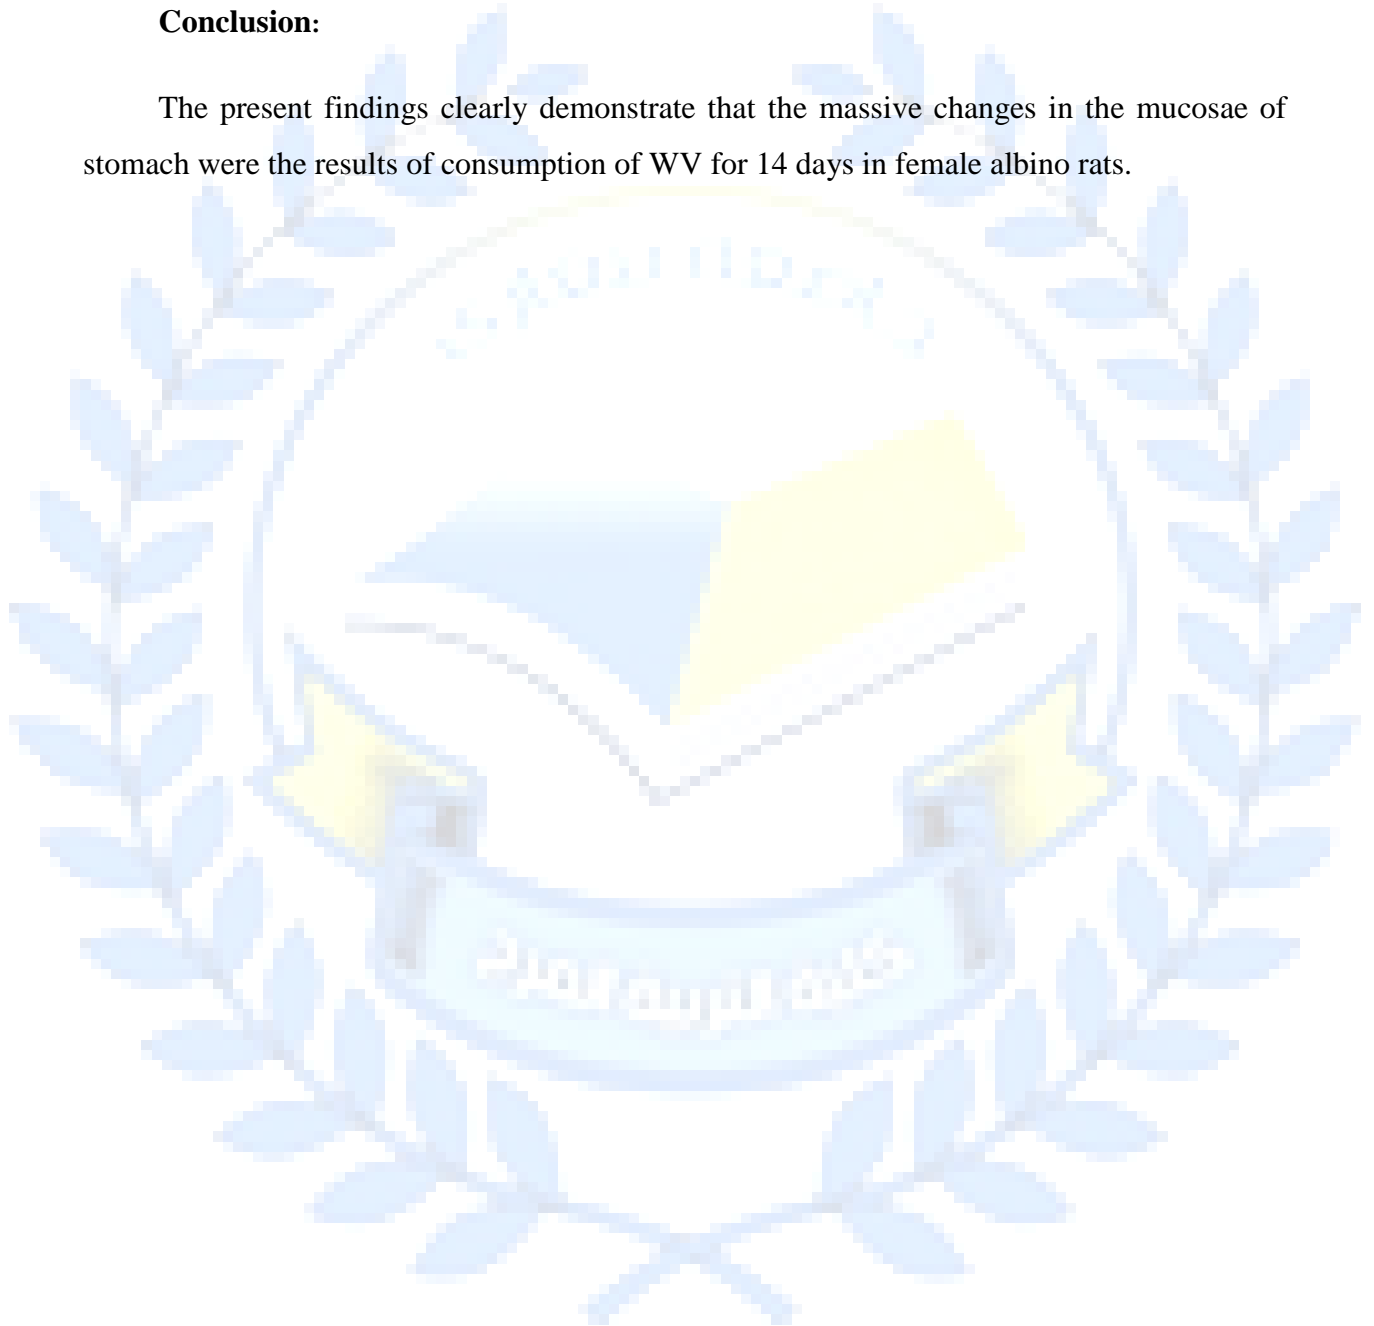 Conclusion:
The present findings clearly demonstrate that the massive changes in the mucosae of
stomach were the results of consumption of WV for 14 days in female albino rats.